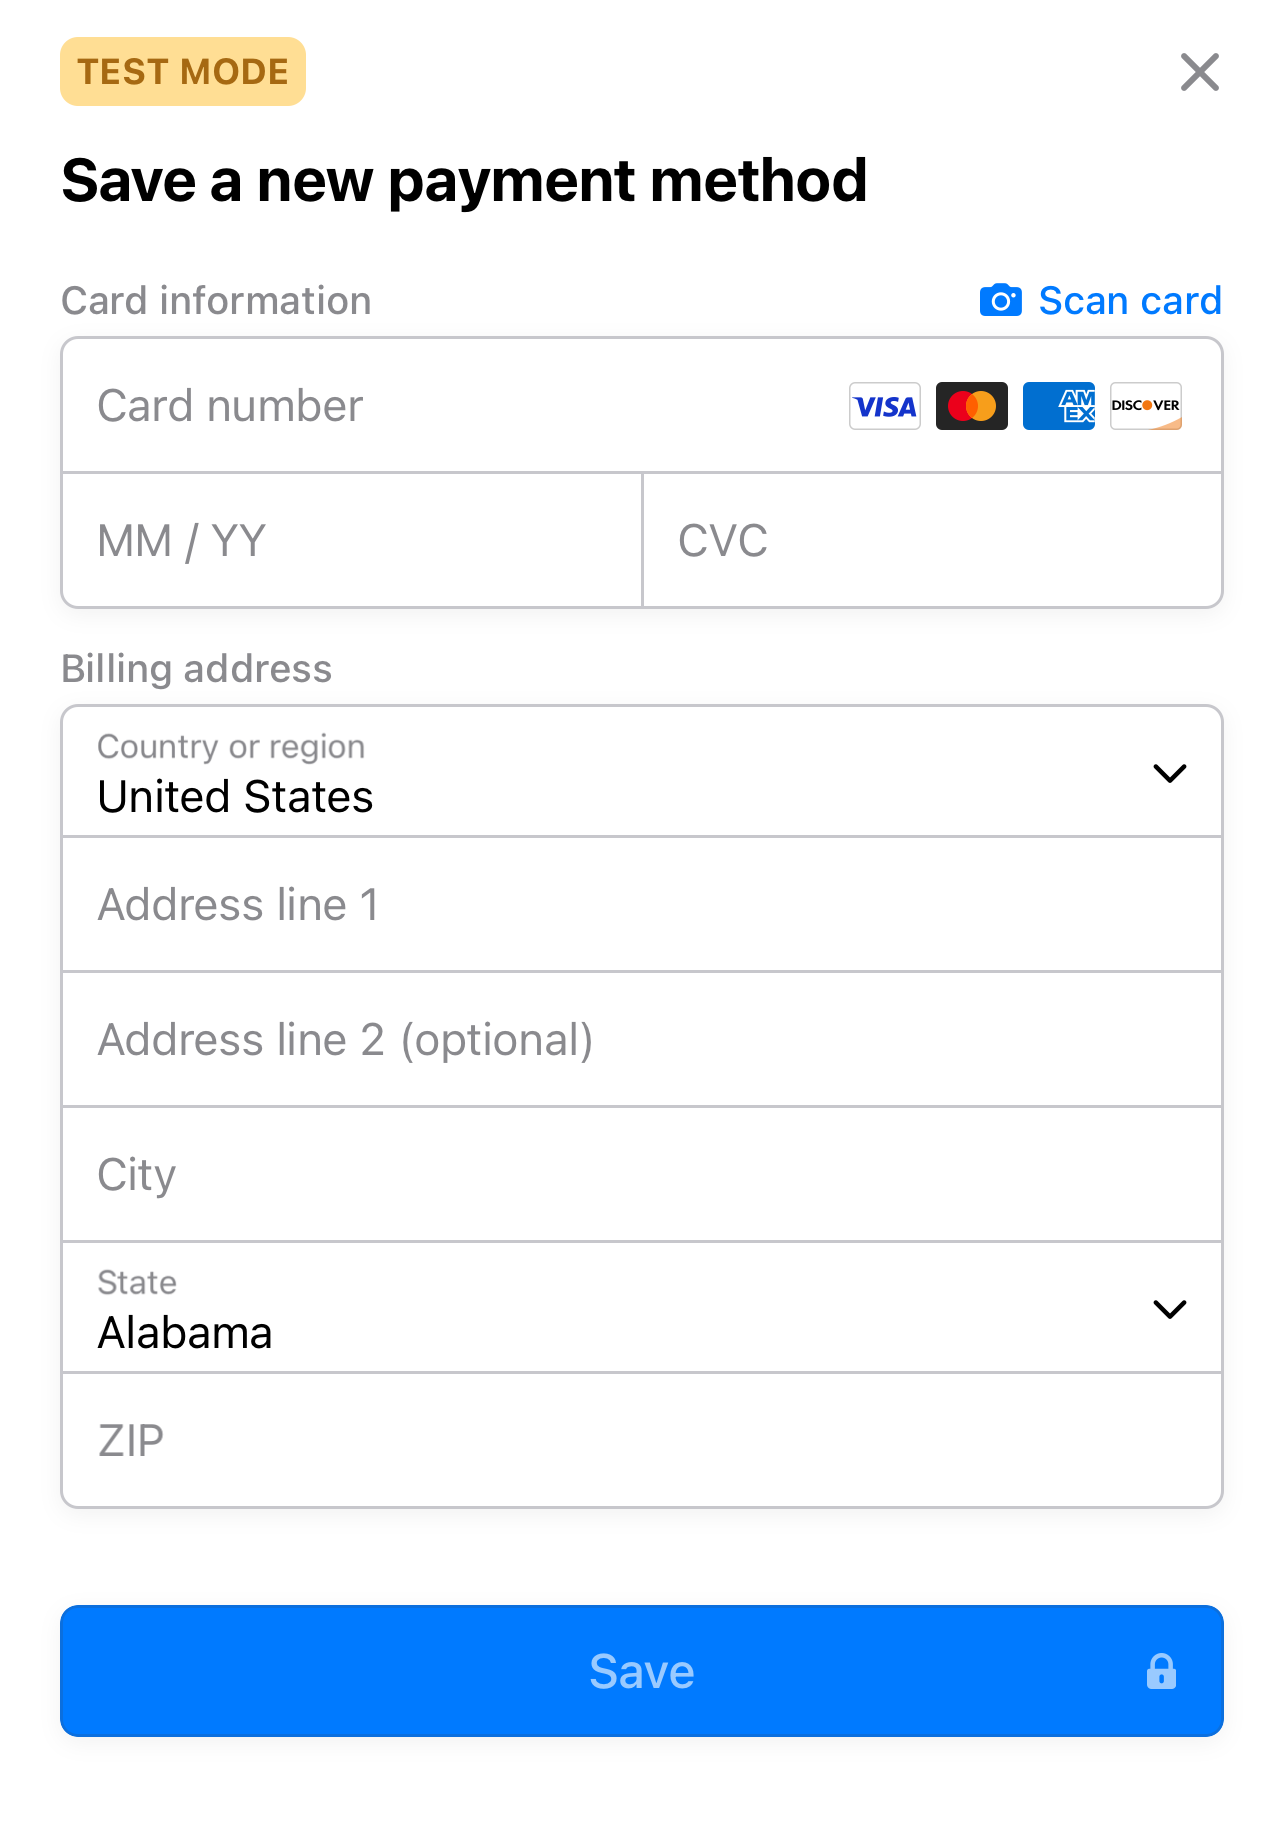 TEST MODE
Save a new payment method
Card information
Scan card
Card number
VISA
AM
EX
DISCOVER
MM / YY
CVC
Billing address
Country or region
United States
Address line 1
Address line 2 (optional)
City
State
Alabama
ZIP
Save